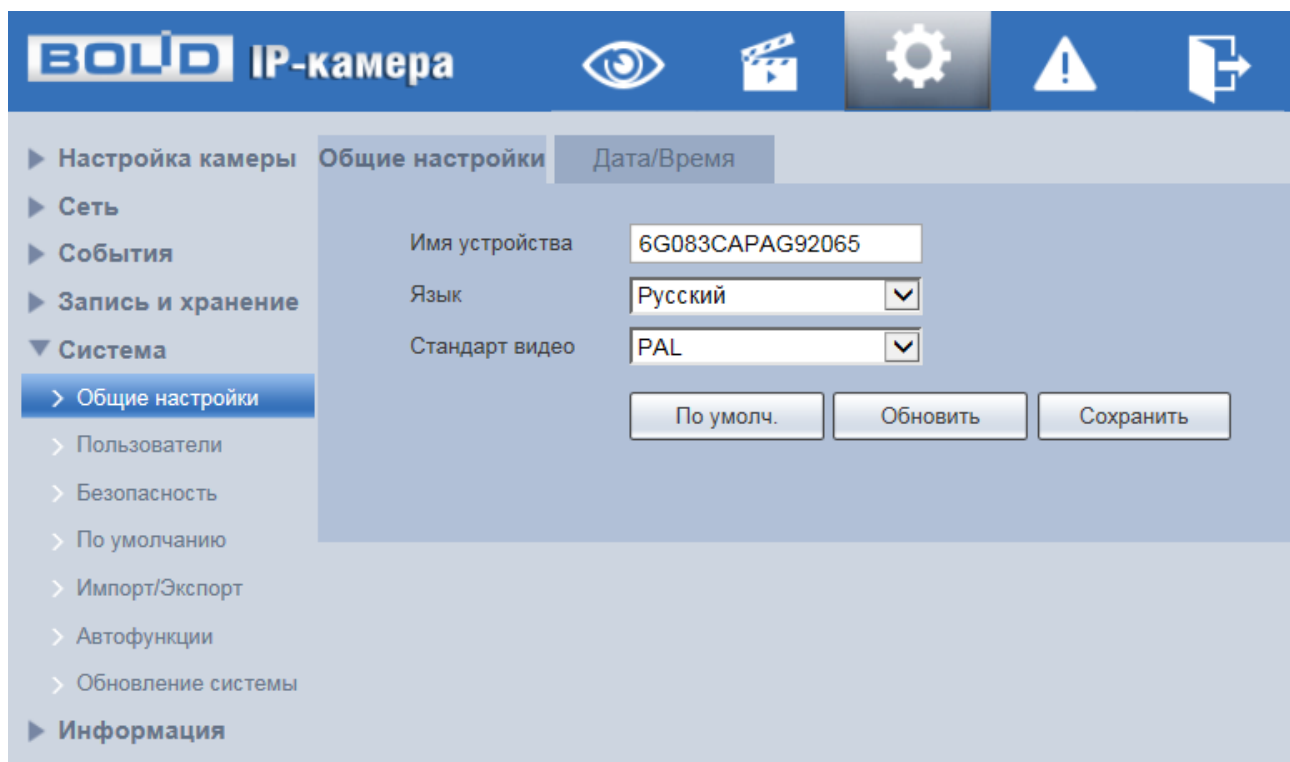 BOLID IP-камера
Настройка камеры
Сеть
События
Запись и хранение
Система
Общие настройки
Пользователи
Безопасность
По умолчанию
Импорт/Экспорт
Автофункции
Обновление системы
Информация
Общие настройки Дата/Время
Имя устройства 6G083CAPAG92065
Язык Русский
Стандарт видео PAL
По умолч. Обновить Сохранить